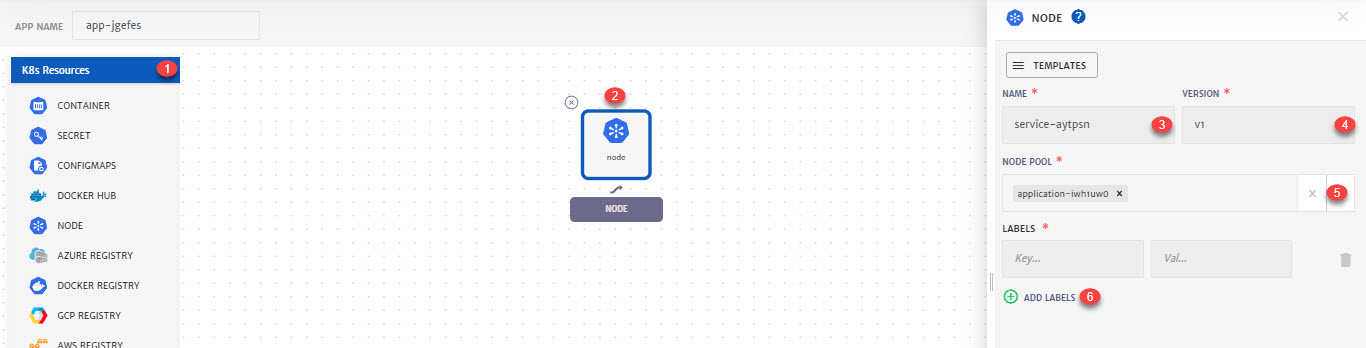 APP NAME app-jgefes
K8s Resources 1
CONTAINER
SECRET
CONFIGMAPS
DOCKER HUB
NODE
AZURE REGISTRY
DOCKER REGISTRY
GCP REGISTRY
AWS REGISTRY
2
node
NODE
NODE ?
TEMPLATES
NAME * VERSION *
service-aytpsn 3 v1 4
NODE POOL *
application-iwh1uw0 × × 5
LABELS *
Key... Val...
ADD LABELS 6